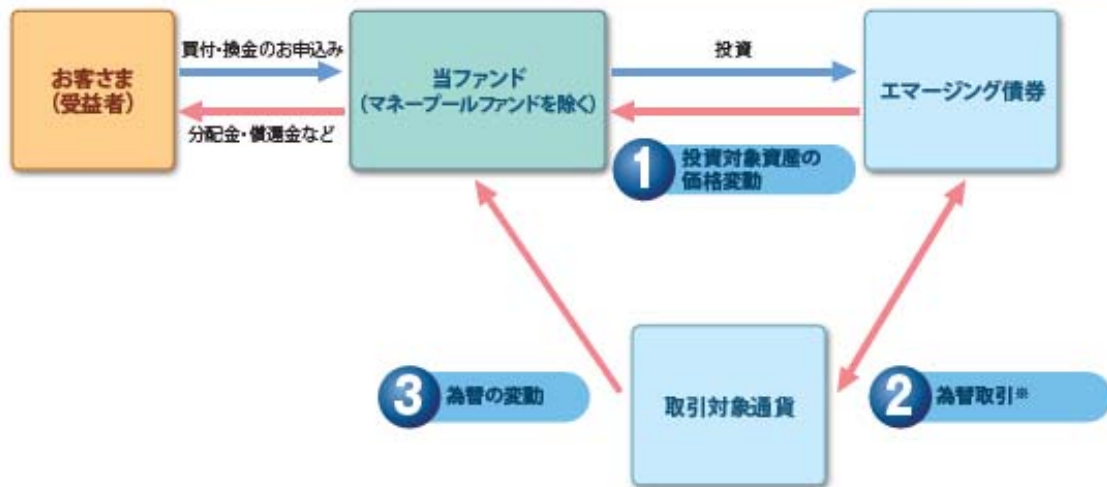 買付・換金のお申込み
お客さま
(受益者)
分配金・償還金など
当ファンド
(マネープールファンドを除く)
投資
エマージング債券
1
投資対象資産の
価格変動
3
為替の変動
取引対象通貨
2
為替取引※